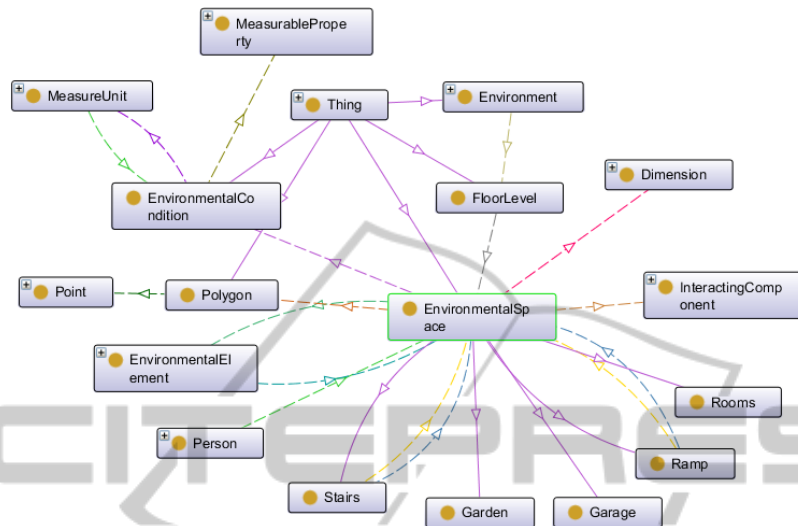 MeasurablePrope
rty
MeasureUnit
Thing
Environment
EnvironmentalCo
ndition
FloorLevel
Dimension
Point
Polygon
EnvironmentalSp
ace
InteractingComp
onent
EnvironmentalEl
ement
Rooms
Person
Ramp
Stairs
Garden
Garage
CITEPRES